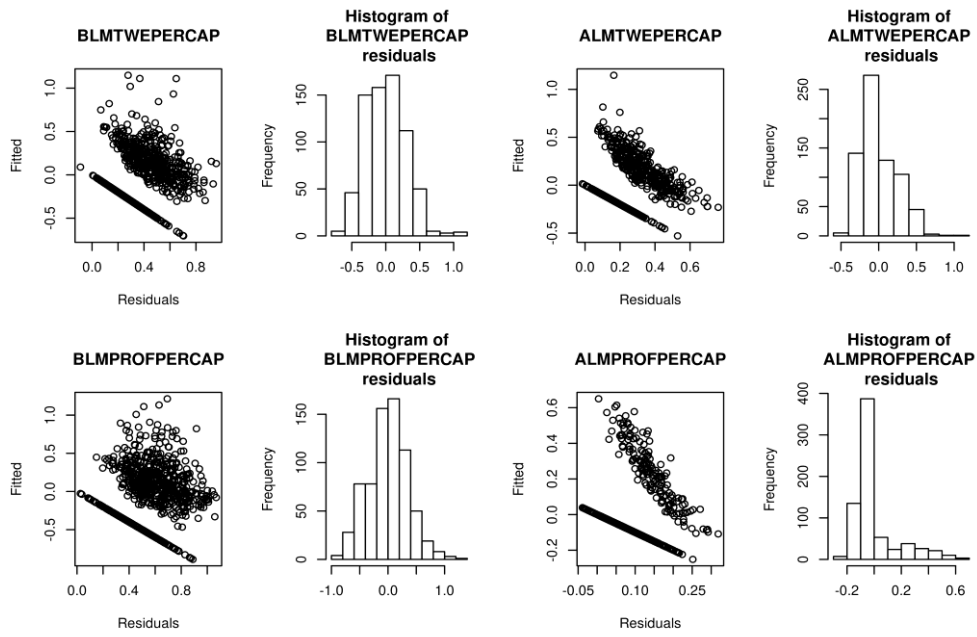 BLMTWEPERCAP
Fitted
-0.5 0.0 0.5 1.0
0.0 0.4 0.8
Residuals
Histogram of
BLMTWEPERCAP
residuals
Frequency
0 50 100 150
-0.5 0.0 0.5 1.0
ALMTWEPERCAP
Fitted
-0.5 0.0 0.5 1.0
0.0 0.2 0.4 0.6
Residuals
Histogram of
ALMTWEPERCAP
residuals
Frequency
0 50 150 250
-0.5 0.0 0.5 1.0
BLMPROFPERCAP
Fitted
-0.5 0.0 0.5 1.0
0.0 0.4 0.8
Residuals
Histogram of
BLMPROFPERCAP
residuals
Frequency
0 50 100 150
-1.0 0.0 1.0
ALMPROFPERCAP
Fitted
-0.2 0.0 0.2 0.4 0.6
-0.05 0.05 0.15 0.25
Residuals
Histogram of
ALMPROFPERCAP
residuals
Frequency
0 100 200 300 400
-0.2 0.2 0.6